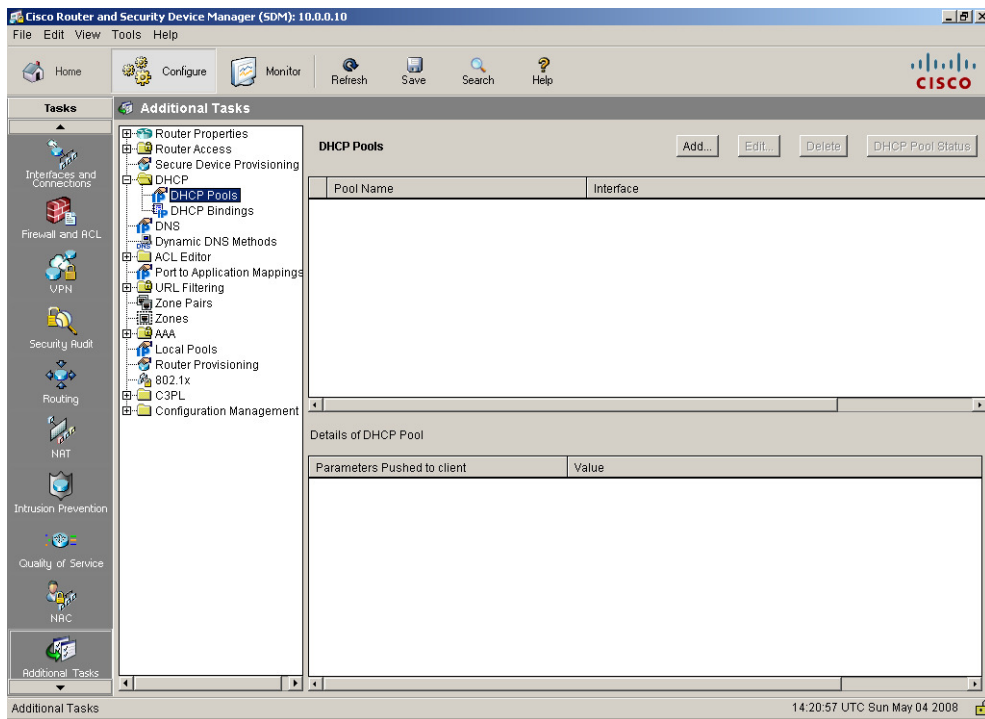 Cisco Router and Security Device Manager (SDM): 10.0.0.10
File Edit View Tools Help
Home
Configure
Monitor
Refresh
Save
Search
Help
CISCO
Tasks
Additional Tasks
Interfaces and
Connections
Firewall and ACL
VPN
Security Audit
Routing
NAT
Intrusion Prevention
Quality of Service
NAC
Additional Tasks
Router Properties
Router Access
Secure Device Provisioning
DHCP
DHCP Pools
DHCP Bindings
DNS
Dynamic DNS Methods
ACL Editor
Port to Application Mappings
URL Filtering
Zone Pairs
Zones
AAA
Local Pools
Router Provisioning
802.1x
C3PL
Configuration Management
DHCP Pools
Add...
Edit...
Delete
DHCP Pool Status
Pool Name
Interface
Details of DHCP Pool
Parameters Pushed to client
Value
Additional Tasks
14:20:57 UTC Sun May 04 2008